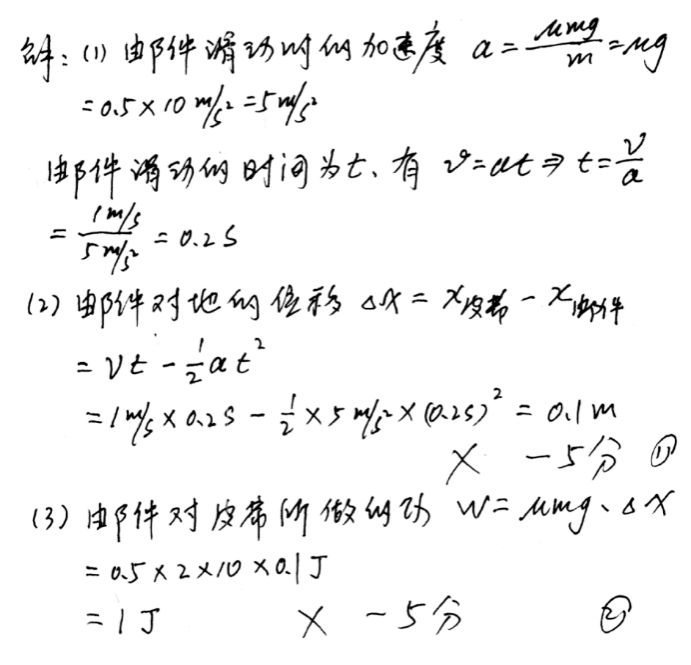 解:(1) 邮件滑动时的加速度 a = μmg/m = μg
= 0.5 × 10 m/s² = 5 m/s²
邮件滑动的时间为t、有 v = at ⇒ t = v/a
= 1 m/s / 5 m/s² = 0.2 S
(2) 邮件对地的位移 △x = x皮带 - x邮件
= vt - 1/2 at²
= 1 m/s × 0.2 S - 1/2 × 5 m/s² × (0.2S)² = 0.1 m
× -5分 ①
(3) 邮件对皮带所做的功 W = μmg、△x
= 0.5 × 2 × 10 × 0.1 J
= 1 J × -5分 ②